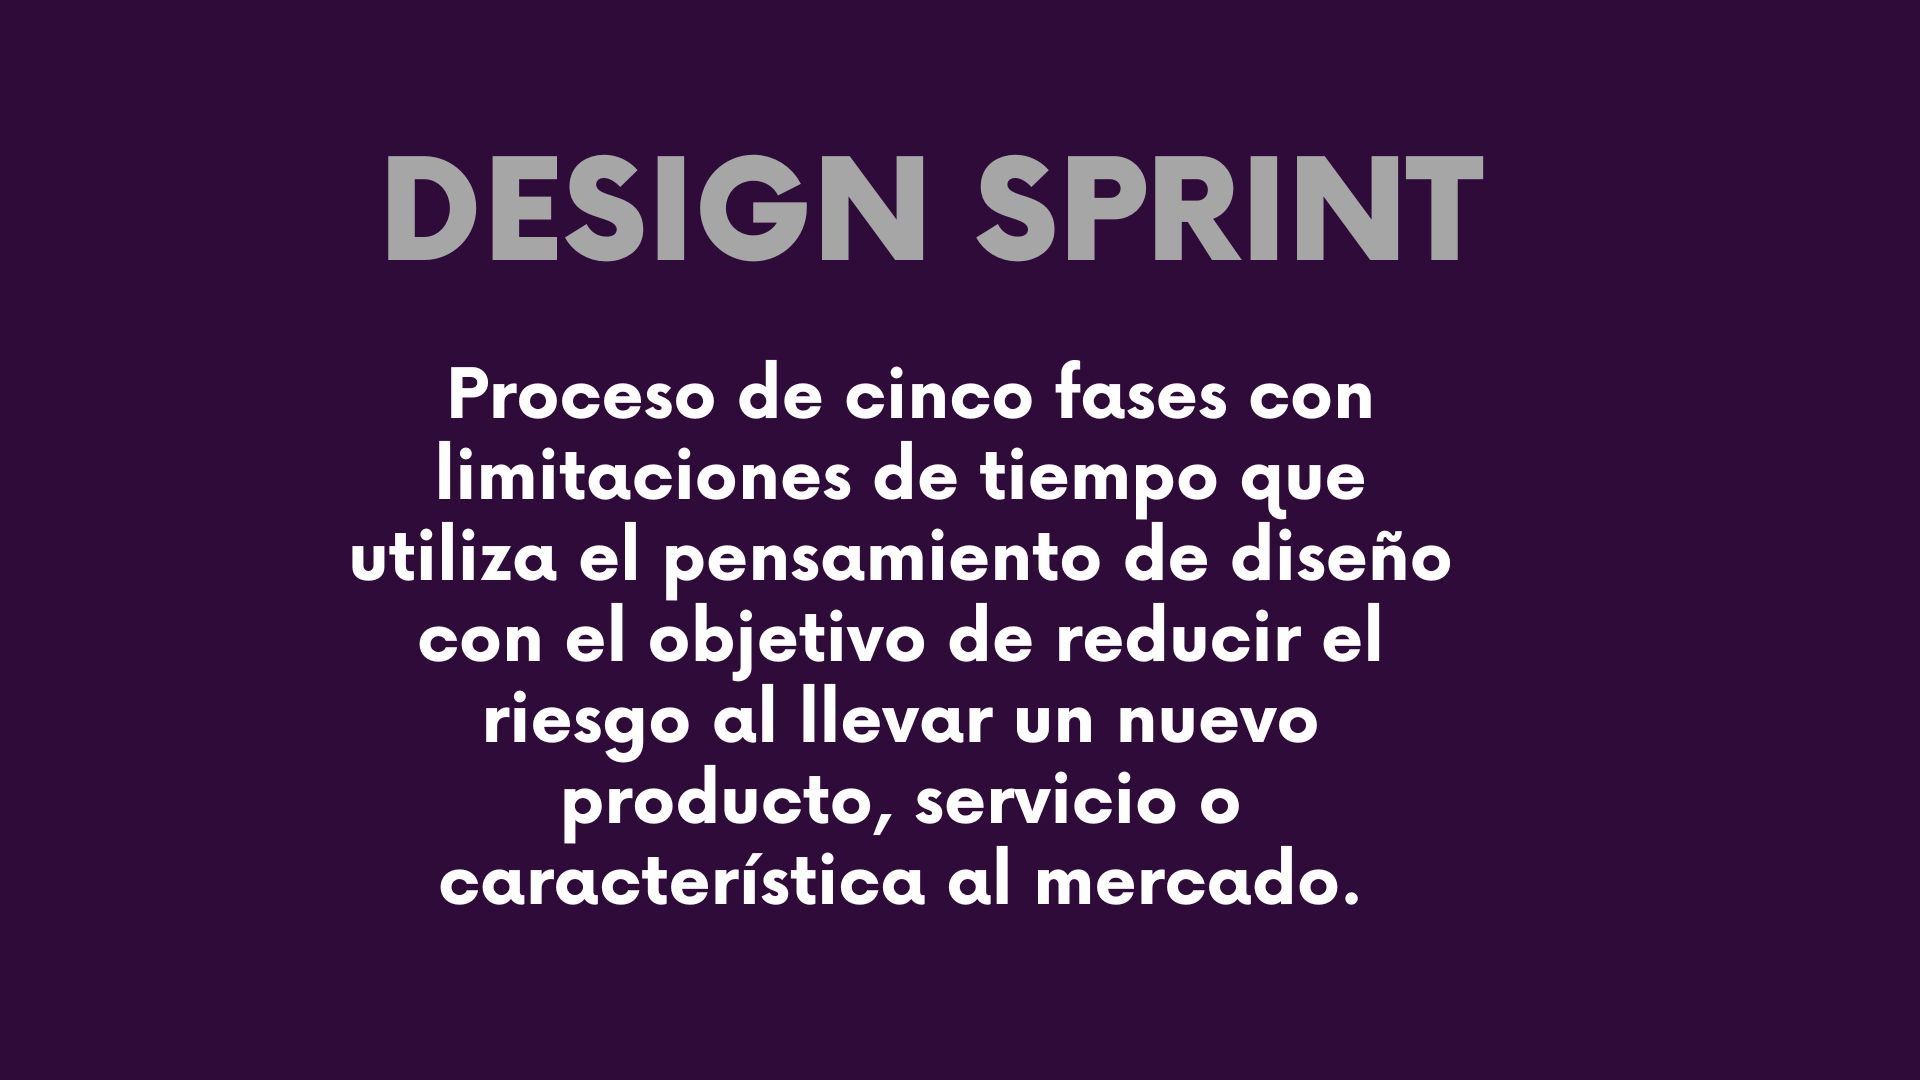 DESIGN SPRINT
Proceso de cinco fases con
limitaciones de tiempo que
utiliza el pensamiento de diseño
con el objetivo de reducir el
riesgo al llevar un nuevo
producto, servicio o
característica al mercado.